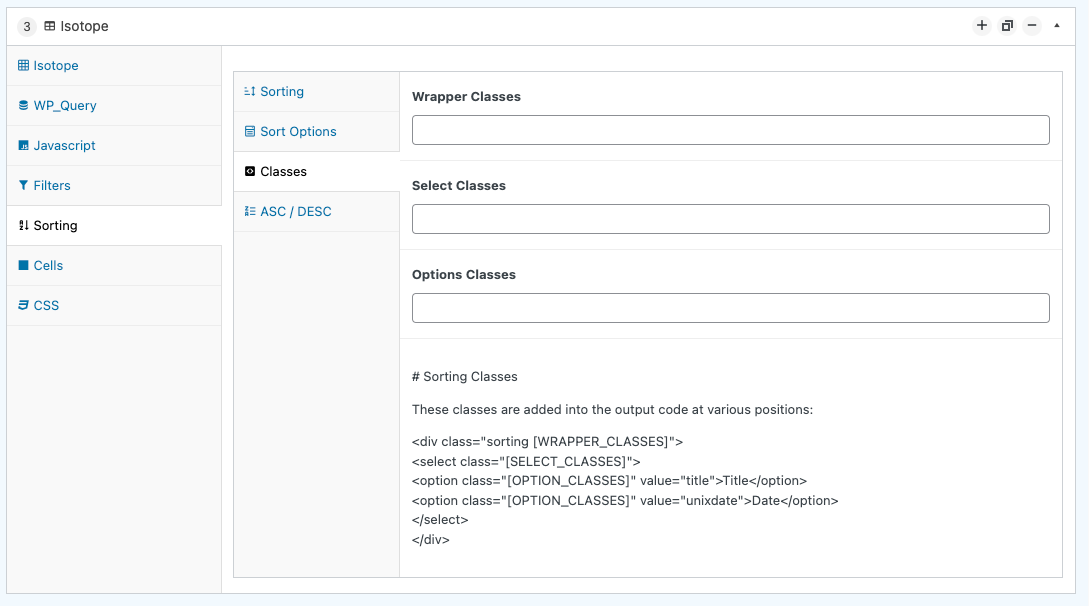 3 Isotope
Isotope
WP_Query
Javascript
Filters
Sorting
Cells
CSS
Sorting
Sort Options
Classes
ASC / DESC
Wrapper Classes
Select Classes
Options Classes
# Sorting Classes
These classes are added into the output code at various positions:
<div class="sorting [WRAPPER_CLASSES]">
<select class="[SELECT_CLASSES]">
<option class="[OPTION_CLASSES]" value="title">Title</option>
<option class="[OPTION_CLASSES]" value="unixdate">Date</option>
</select>
</div>